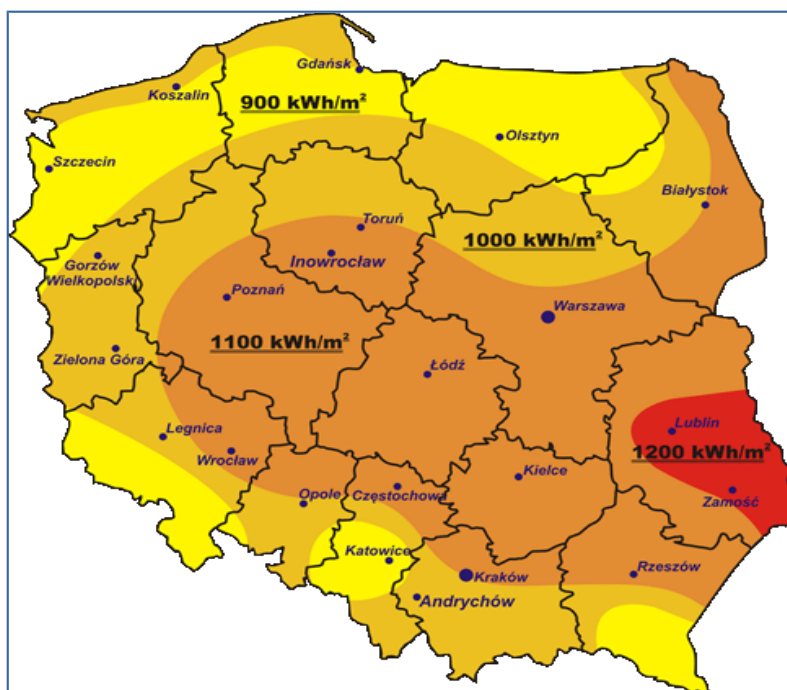 Gdańsk
Koszalin
900 kWh/m²
Olsztyn
Szczecin
Białystok
Toruń
1000 kWh/m²
Inowrocław
Gorzów
Wielkopolski
Poznań
Warszawa
1100 kWh/m²
Zielona Góra
Łódź
Legnica
Lublin
1200 kWh/m²
Wrocław
Kielce
Opole
Częstochowa
Zamość
Katowice
Kraków
Rzeszów
Andrychów